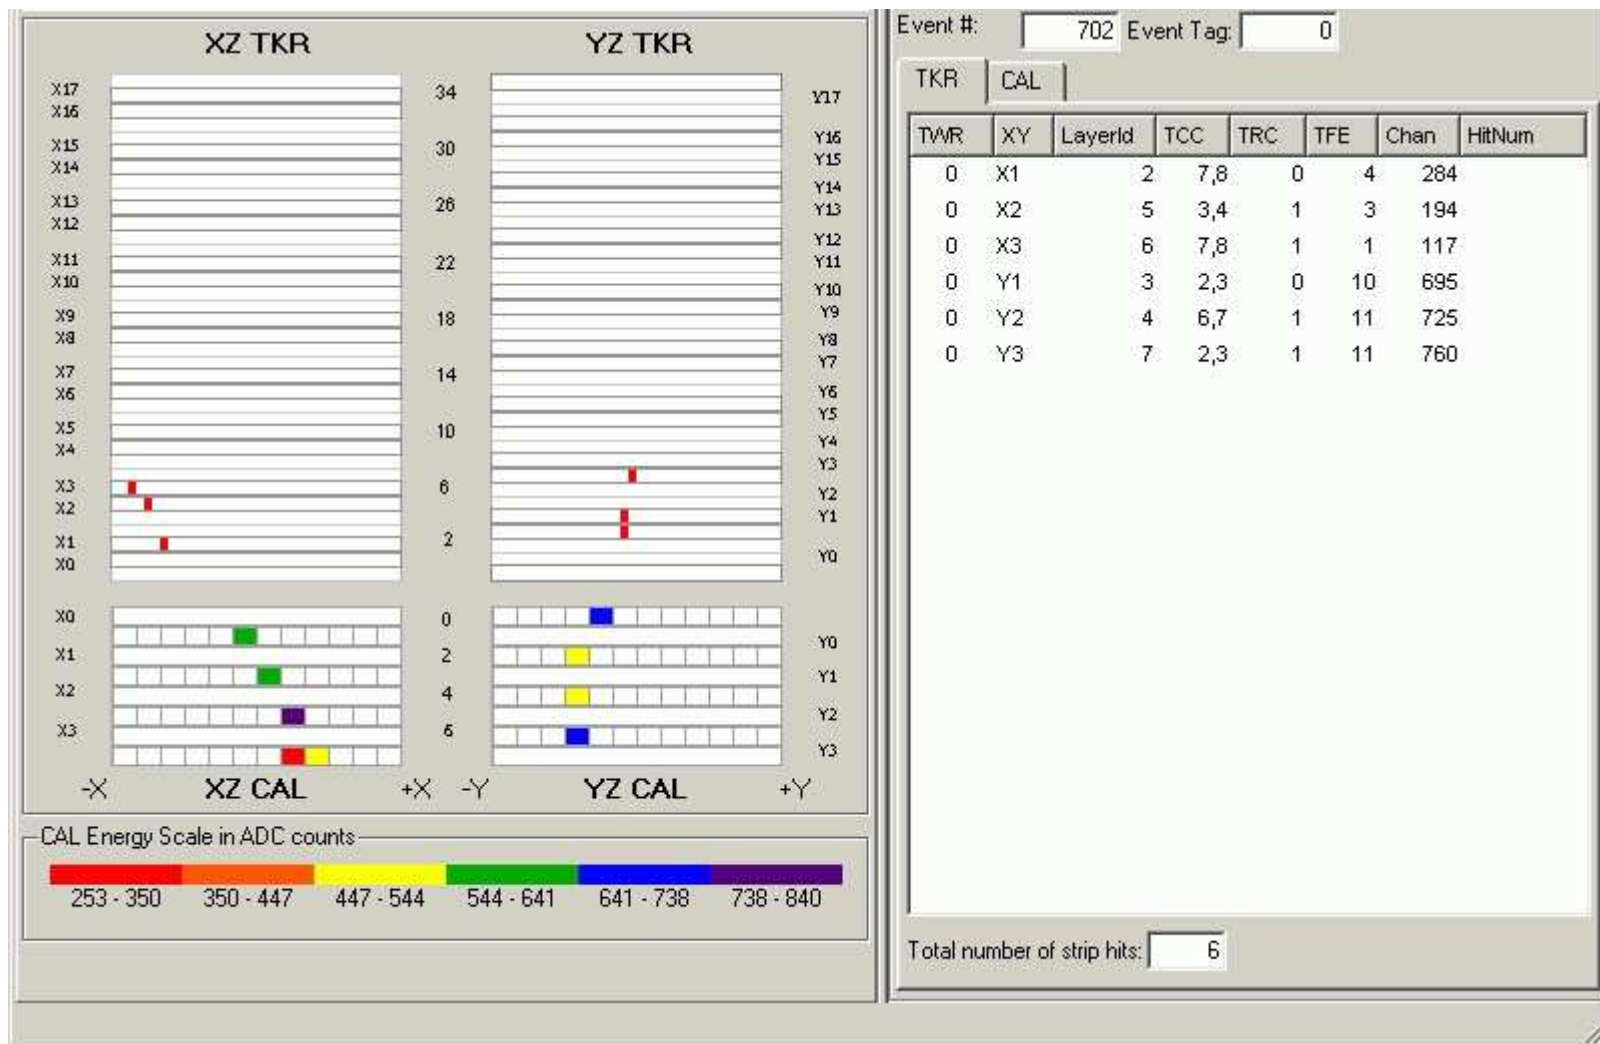 XZ TKR YZ TKR
X17 34 Y17
X16
X15 30 Y16
X14 Y15
X13 26 Y14
X12 Y13
X11 22 Y12
X10 Y11
Y10
X9 18 Y9
X8 Y8
X7 14 Y7
X6 Y6
X5 10 Y5
X4 Y4
X3 6 Y3
X2 Y2
X1 2 Y1
X0 Y0
X0 0
Y0
X1 2
X2 4 Y1
X3 6 Y2
Y3
-X XZ CAL +X -Y YZ CAL +Y
CAL Energy Scale in ADC counts
253 - 350 350 - 447 447 - 544 544 - 641 641 - 738 738 - 840
Event #: 702 Event Tag: 0
TKR CAL
TWR XY LayerId TCC TRC TFE Chan HitNum
0 X1 2 7,8 0 4 284
0 X2 5 3,4 1 3 194
0 X3 6 7,8 1 1 117
0 Y1 3 2,3 0 10 695
0 Y2 4 6,7 1 11 725
0 Y3 7 2,3 1 11 760
Total number of strip hits: 6